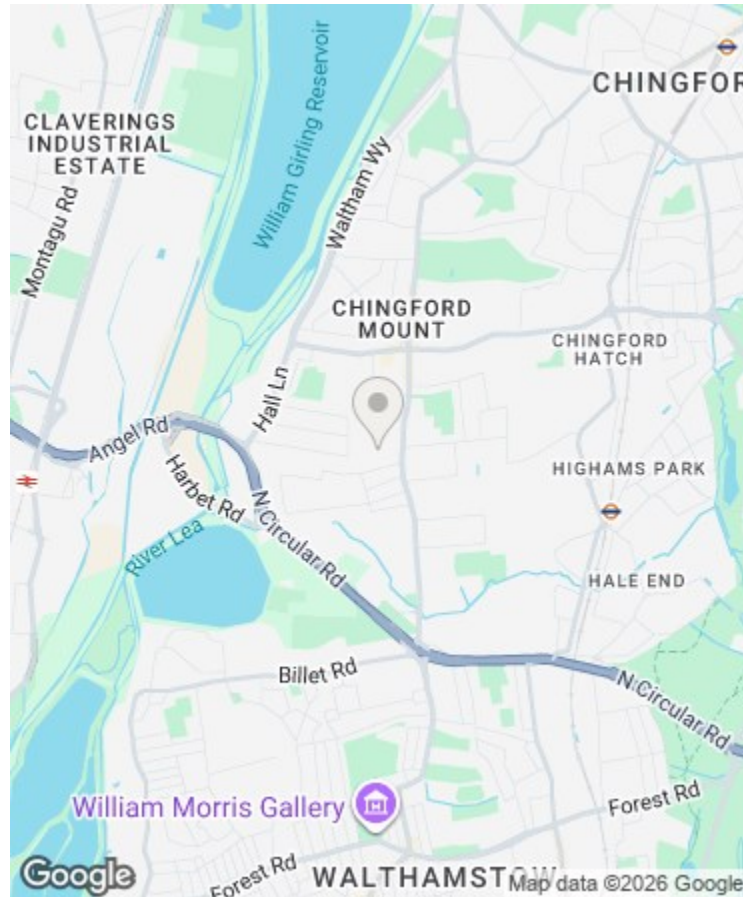 CHINGFOR
CLAVERINGS
INDUSTRIAL
ESTATE
William Girling Reservoir
Waltham Wy
Montagu Rd
CHINGFORD
MOUNT
CHINGFORD
HATCH
Hall Ln
Angel Rd
HIGHAMS PARK
Harbet Rd
N Circular Rd
River Lea
HALE END
Billet Rd
N Circular Rd
William Morris Gallery
Forest Rd
Forest Rd
WALTHAMSTOW
Google
Map data ©2026 Google